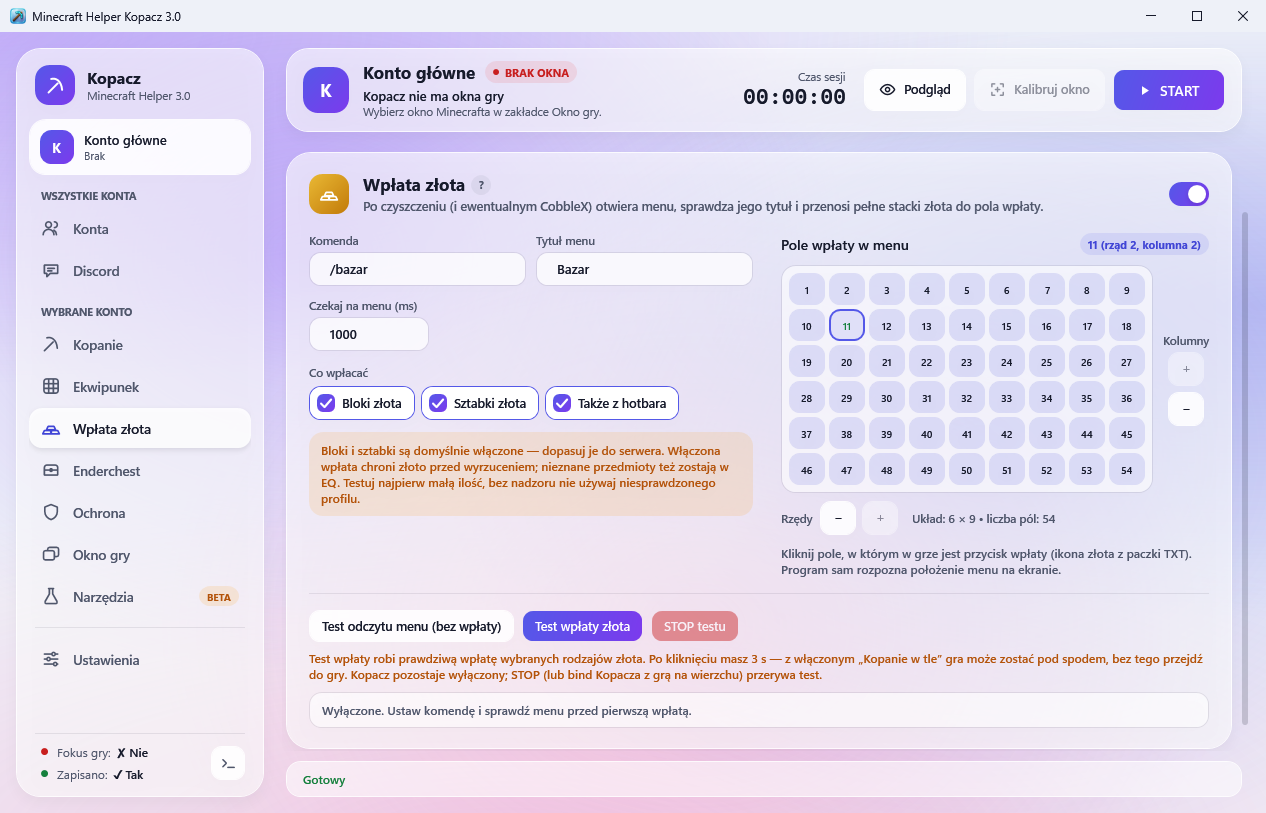 Minecraft Helper Kopacz 3.0
Kopacz
Minecraft Helper 3.0
K
Konto główne
Brak
WSZYSTKIE KONTA
Konta
Discord
WYBRANE KONTO
Kopanie
Ekwipunek
Wpłata złota
Enderchest
Ochrona
Okno gry
Narzędzia
BETA
Ustawienia
Fokus gry: ✗ Nie
Zapisano: ✓ Tak
K
Konto główne
BRAK OKNA
Kopacz nie ma okna gry
Wybierz okno Minecrafta w zakładce Okno gry.
Czas sesji
00:00:00
Podgląd
Kalibruj okno
START
Wpłata złota ?
Po czyszczeniu (i ewentualnym CobbleX) otwiera menu, sprawdza jego tytuł i przenosi pełne stacki złota do pola wpłaty.
Komenda
/bazar
Tytuł menu
Bazar
Czekaj na menu (ms)
1000
Co wpłacać
Bloki złota
Sztabki złota
Także z hotbara
Bloki i sztabki są domyślnie włączone — dopasuj je do serwera. Włączona
wpłata chroni złoto przed wyrzuceniem; nieznane przedmioty też zostają w
EQ. Testuj najpierw małą ilość, bez nadzoru nie używaj niesprawdzonego
profilu.
Pole wpłaty w menu
11 (rząd 2, kolumna 2)
1 2 3 4 5 6 7 8 9
10 11 12 13 14 15 16 17 18
19 20 21 22 23 24 25 26 27
28 29 30 31 32 33 34 35 36
37 38 39 40 41 42 43 44 45
46 47 48 49 50 51 52 53 54
Kolumny
+
−
Rzędy − + Układ: 6 × 9 • liczba pól: 54
Kliknij pole, w którym w grze jest przycisk wpłaty (ikona złota z paczki TXT).
Program sam rozpozna położenie menu na ekranie.
Test odczytu menu (bez wpłaty)
Test wpłaty złota
STOP testu
Test wpłaty robi prawdziwą wpłatę wybranych rodzajów złota. Po kliknięciu masz 3 s — z włączonym „Kopanie w tle” gra może zostać pod spodem, bez tego przejdź
do gry. Kopacz pozostaje wyłączony; STOP (lub bind Kopacza z grą na wierzchu) przerywa test.
Wyłączone. Ustaw komendę i sprawdź menu przed pierwszą wpłatą.
Gotowy